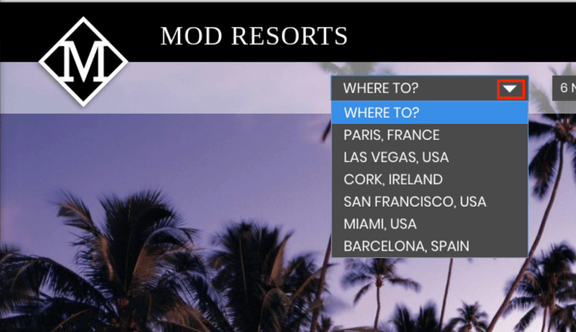 M
MOD RESORTS
WHERE TO?
6 N
WHERE TO?
PARIS, FRANCE
LAS VEGAS, USA
CORK, IRELAND
SAN FRANCISCO, USA
MIAMI, USA
BARCELONA, SPAIN